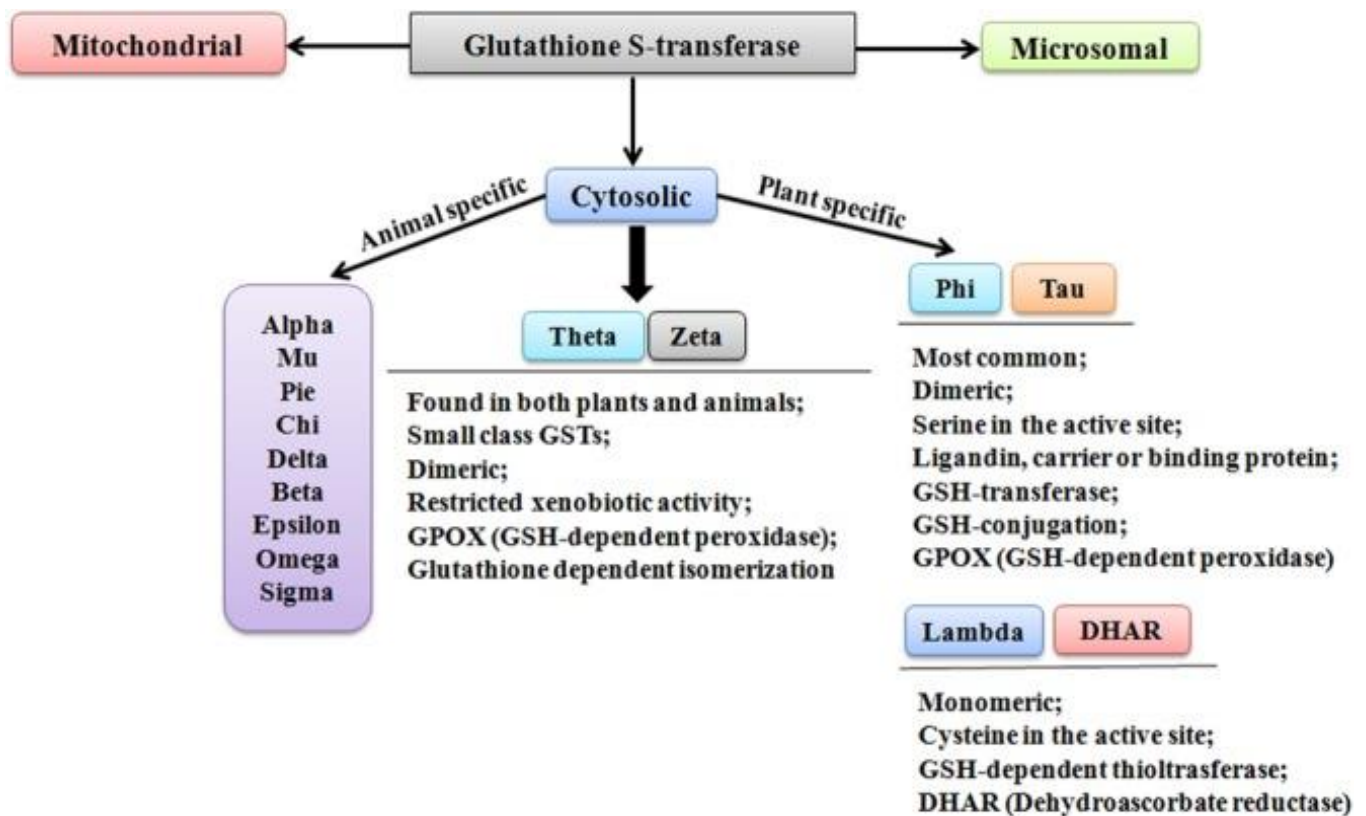 Mitochondrial
Glutathione S-transferase
Microsomal
Animal specific
Cytosolic
Plant specific
Alpha
Mu
Pie
Chi
Delta
Beta
Epsilon
Omega
Sigma
Theta
Zeta
Found in both plants and animals;
Small class GSTs;
Dimeric;
Restricted xenobiotic activity;
GPOX (GSH-dependent peroxidase);
Glutathione dependent isomerization
Phi
Tau
Most common;
Dimeric;
Serine in the active site;
Ligandin, carrier or binding protein;
GSH-transferase;
GSH-conjugation;
GPOX (GSH-dependent peroxidase)
Lambda
DHAR
Monomeric;
Cysteine in the active site;
GSH-dependent thioltrasferase;
DHAR (Dehydroascorbate reductase)